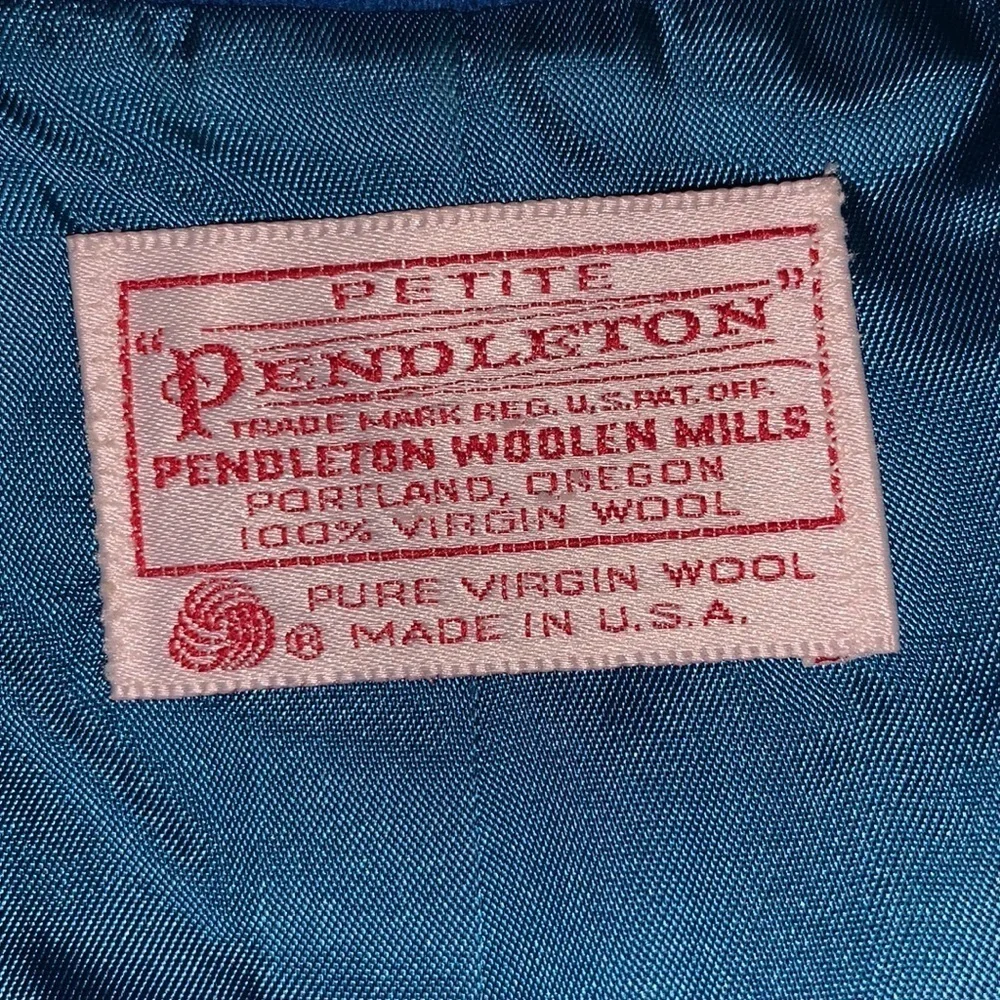 PETITE
"PENDLETON"
TRADE MARK REG. U.S. PAT. OFF.
PENDLETON WOOLEN MILLS
PORTLAND, OREGON
100% VIRGIN WOOL
® PURE VIRGIN WOOL
MADE IN U.S.A.